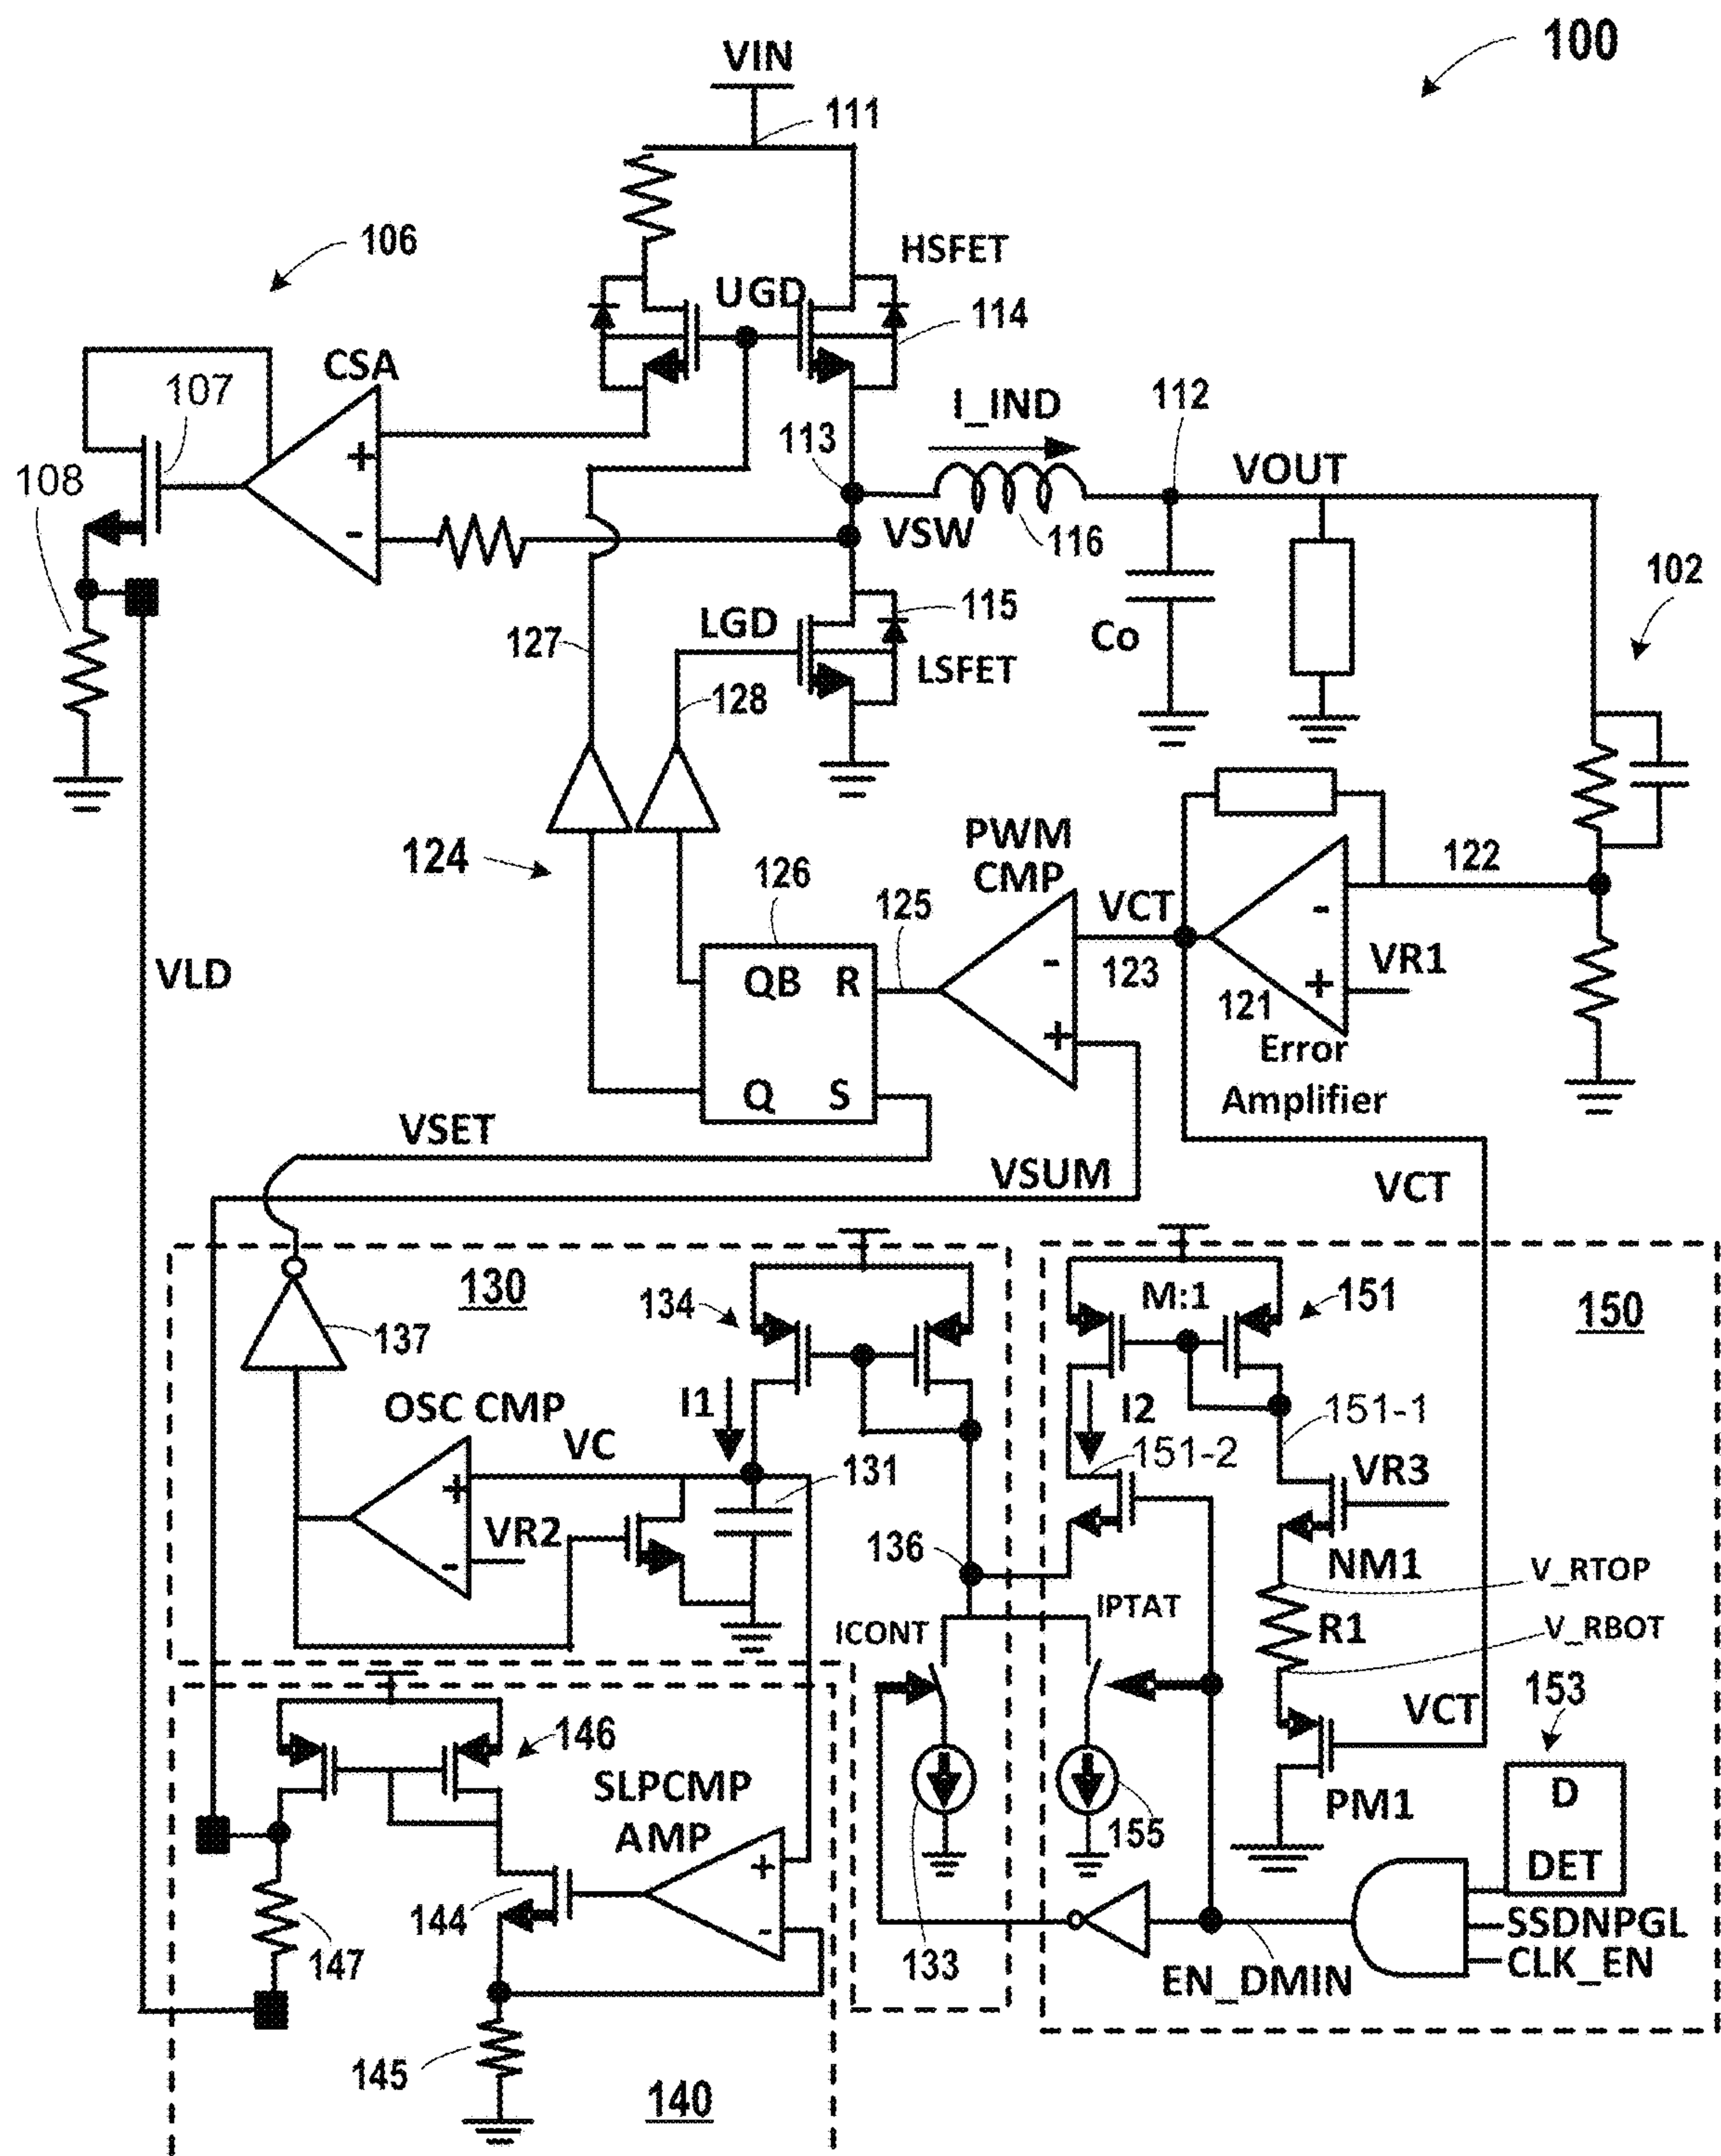 100
VIN
111
106
HSFET
UGD
114
CSA
107
I_IND
112
113
VOUT
108
VSW
116
102
115
LGD
Co
127
LSFET
128
PWM
CMP
124
126
125
VCT
122
VLD
QB R
-
123
VR1
+
121
Error
Amplifier
Q S
VSET
VSUM
VCT
130
134
M:1
151
150
137
I1
OSC CMP
I2
151-1
VC
151-2
131
VR3
VR2
136
NM1
V_RTOP
IPTAT
ICONT
R1
V_RBOT
153
VCT
146
SLPCMP
AMP
D
PM1
155
DET
144
SSDNPGL
147
133
EN_DMIN
CLK_EN
145
140